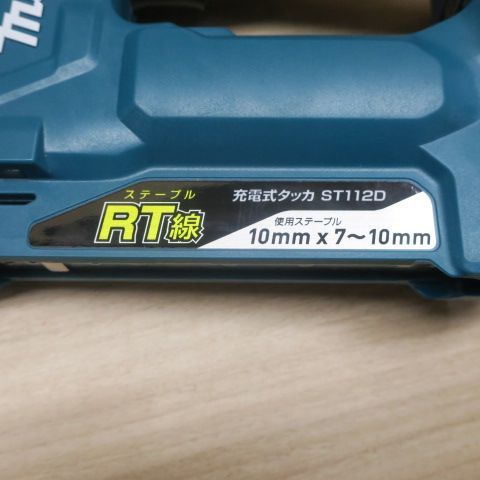 ステープル
RT線
充電式タッカ ST112D
使用ステープル
10mm x 7～10mm